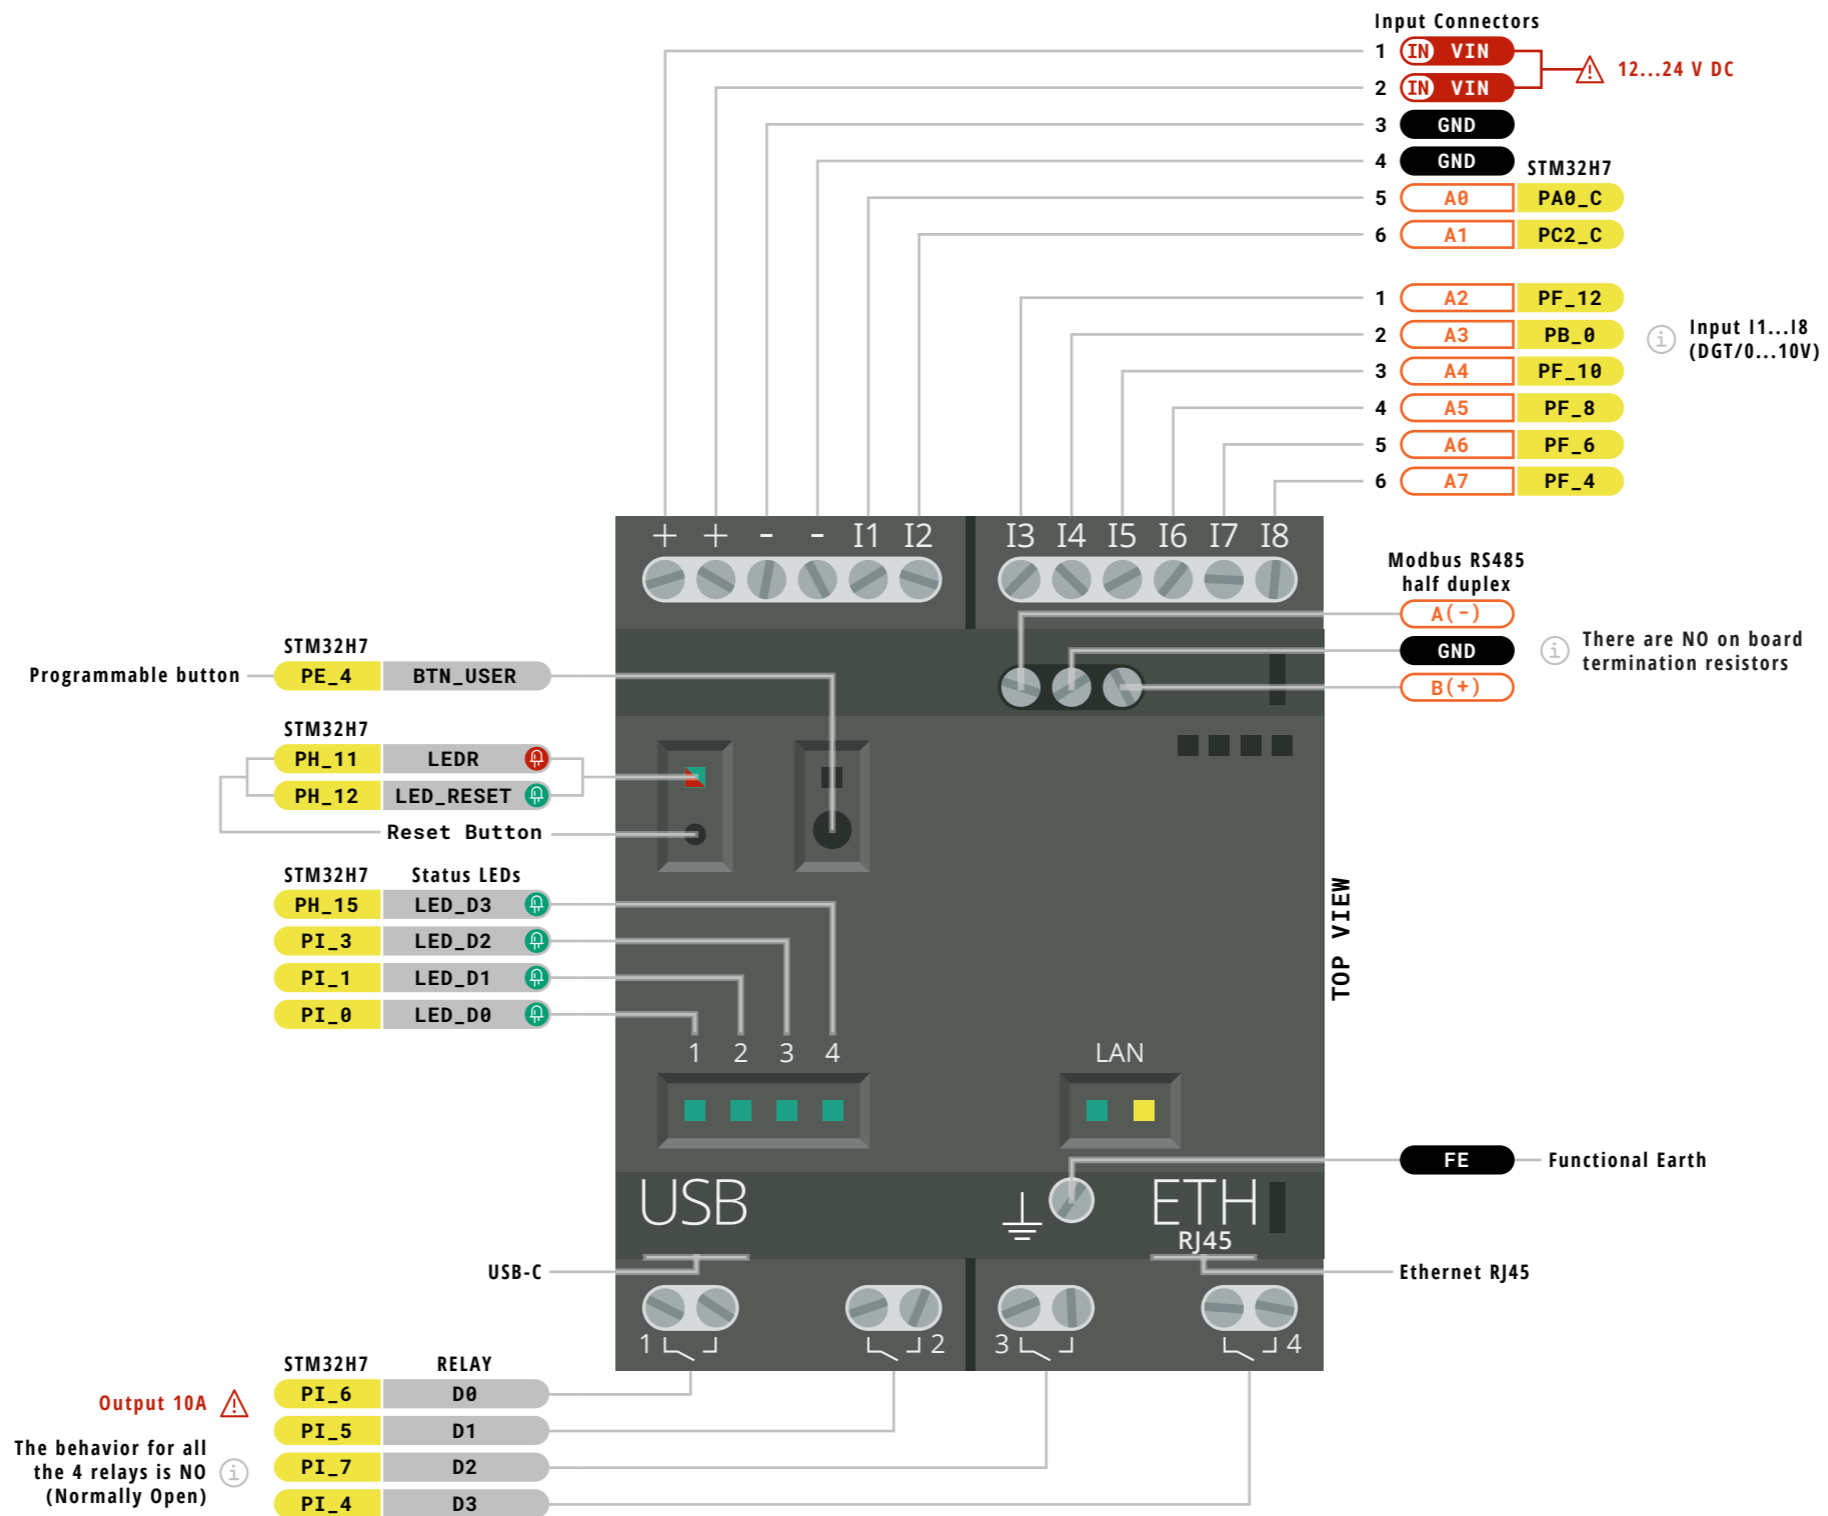 Input Connectors
1 IN VIN
2 IN VIN
12...24 V DC
3 GND
4 GND
STM32H7
5 A0 PA0_C
6 A1 PC2_C
1 A2 PF_12
2 A3 PB_0
3 A4 PF_10
4 A5 PF_8
5 A6 PF_6
6 A7 PF_4
Input I1...I8
(DGT/0...10V)
+ + - - I1 I2 I3 I4 I5 I6 I7 I8
Modbus RS485
half duplex
A(-)
GND
B(+)
There are NO on board
termination resistors
STM32H7
Programmable button PE_4 BTN_USER
STM32H7
PH_11 LEDR
PH_12 LED_RESET
Reset Button
STM32H7 Status LEDs
PH_15 LED_D3
PI_3 LED_D2
PI_1 LED_D1
PI_0 LED_D0
TOP VIEW
1 2 3 4
LAN
FE Functional Earth
USB
ETH
RJ45
USB-C
Ethernet RJ45
1 2 3 4
STM32H7 RELAY
PI_6 D0
PI_5 D1
PI_7 D2
PI_4 D3
Output 10A
The behavior for all
the 4 relays is NO
(Normally Open)